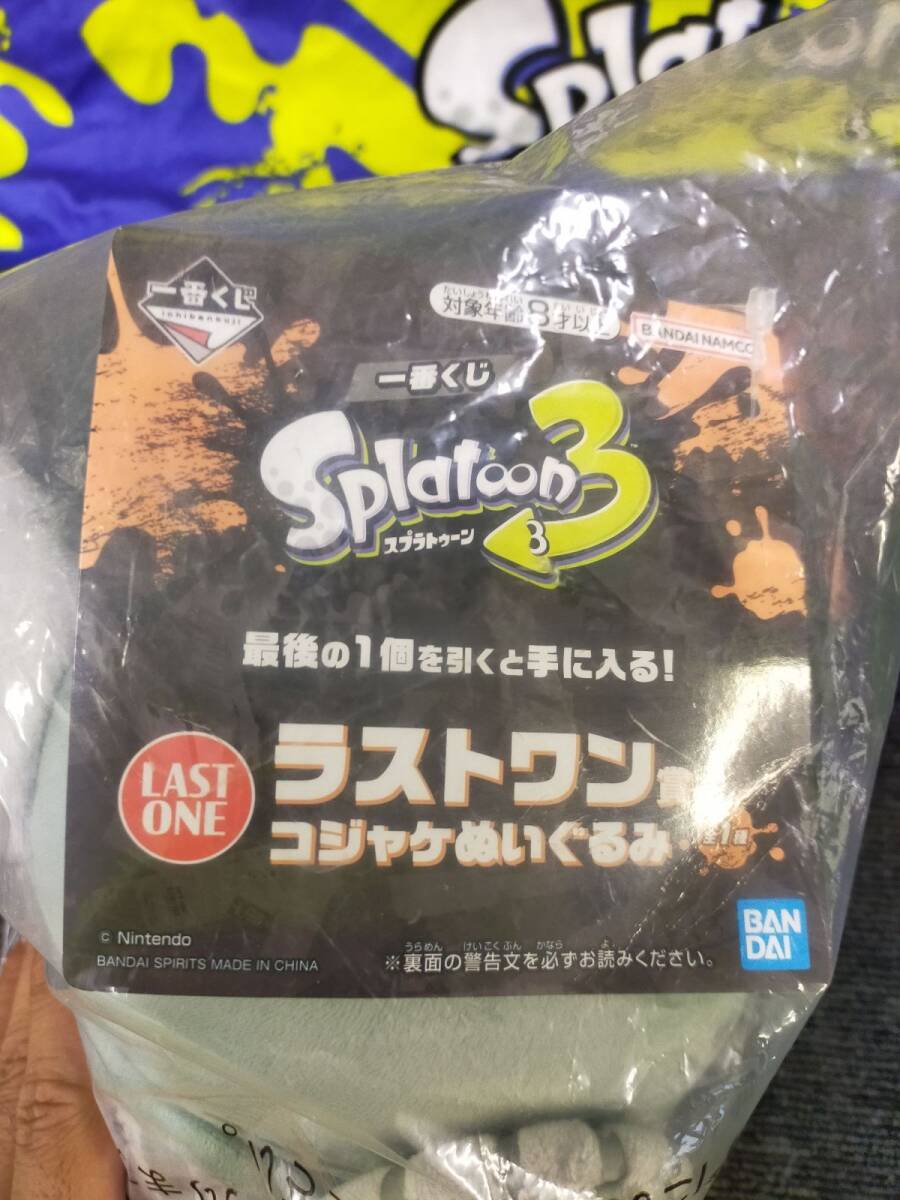 Splatoon
一番くじ
ichibankuji
たいしょうねんれい さいいじょう
対象年齢8才以上
BANDAI NAMCO
一番くじ
Splatoon3
スプラトゥーン 3
最後の1個を引くと手に入る!
LAST ONE
ラストワン賞
コジャケぬいぐるみ
全1種
© Nintendo
BANDAI SPIRITS MADE IN CHINA
うらめん けいこくぶん かなら よ
※裏面の警告文を必ずお読みください。
BAN
DAI